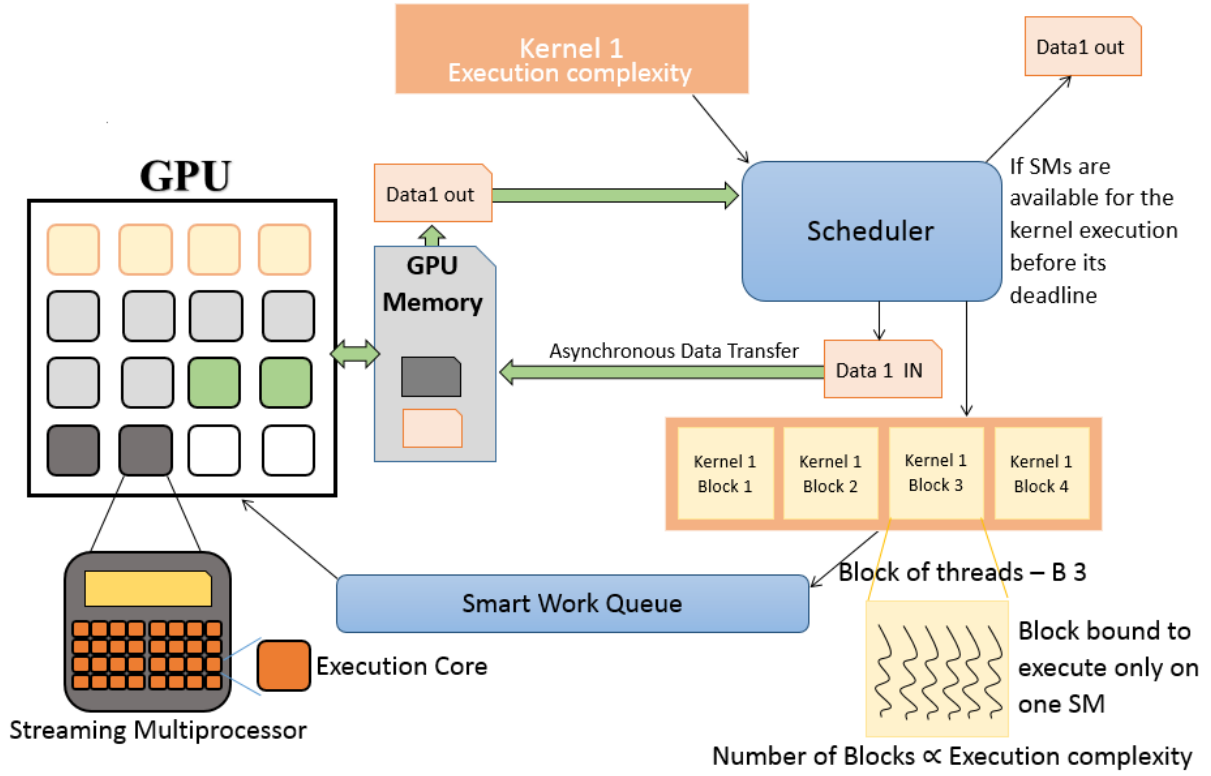 Kernel 1
Execution complexity
Data1 out
GPU
Data1 out
Scheduler
If SMs are
available for the
kernel execution
before its
deadline
GPU
Memory
Asynchronous Data Transfer
Data 1 IN
Kernel 1
Block 1
Kernel 1
Block 2
Kernel 1
Block 3
Kernel 1
Block 4
Block of threads – B 3
Smart Work Queue
Execution Core
Block bound to
execute only on
one SM
Streaming Multiprocessor
Number of Blocks ∝ Execution complexity